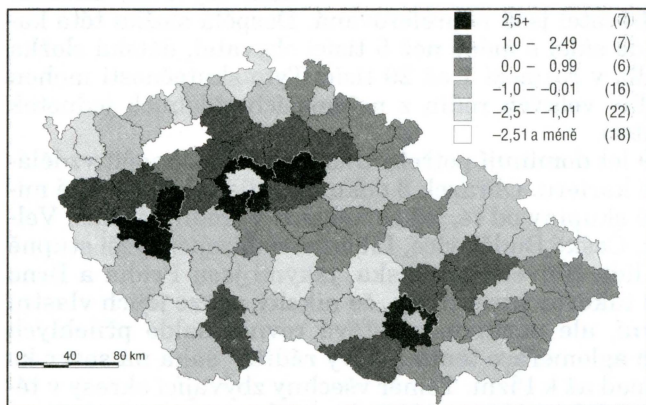 2,5+ (7)
1,0 – 2,49 (7)
0,0 – 0,99 (6)
–1,0 – –0,01 (16)
–2,5 – –1,01 (22)
–2,51 a méně (18)
0 40 80 km